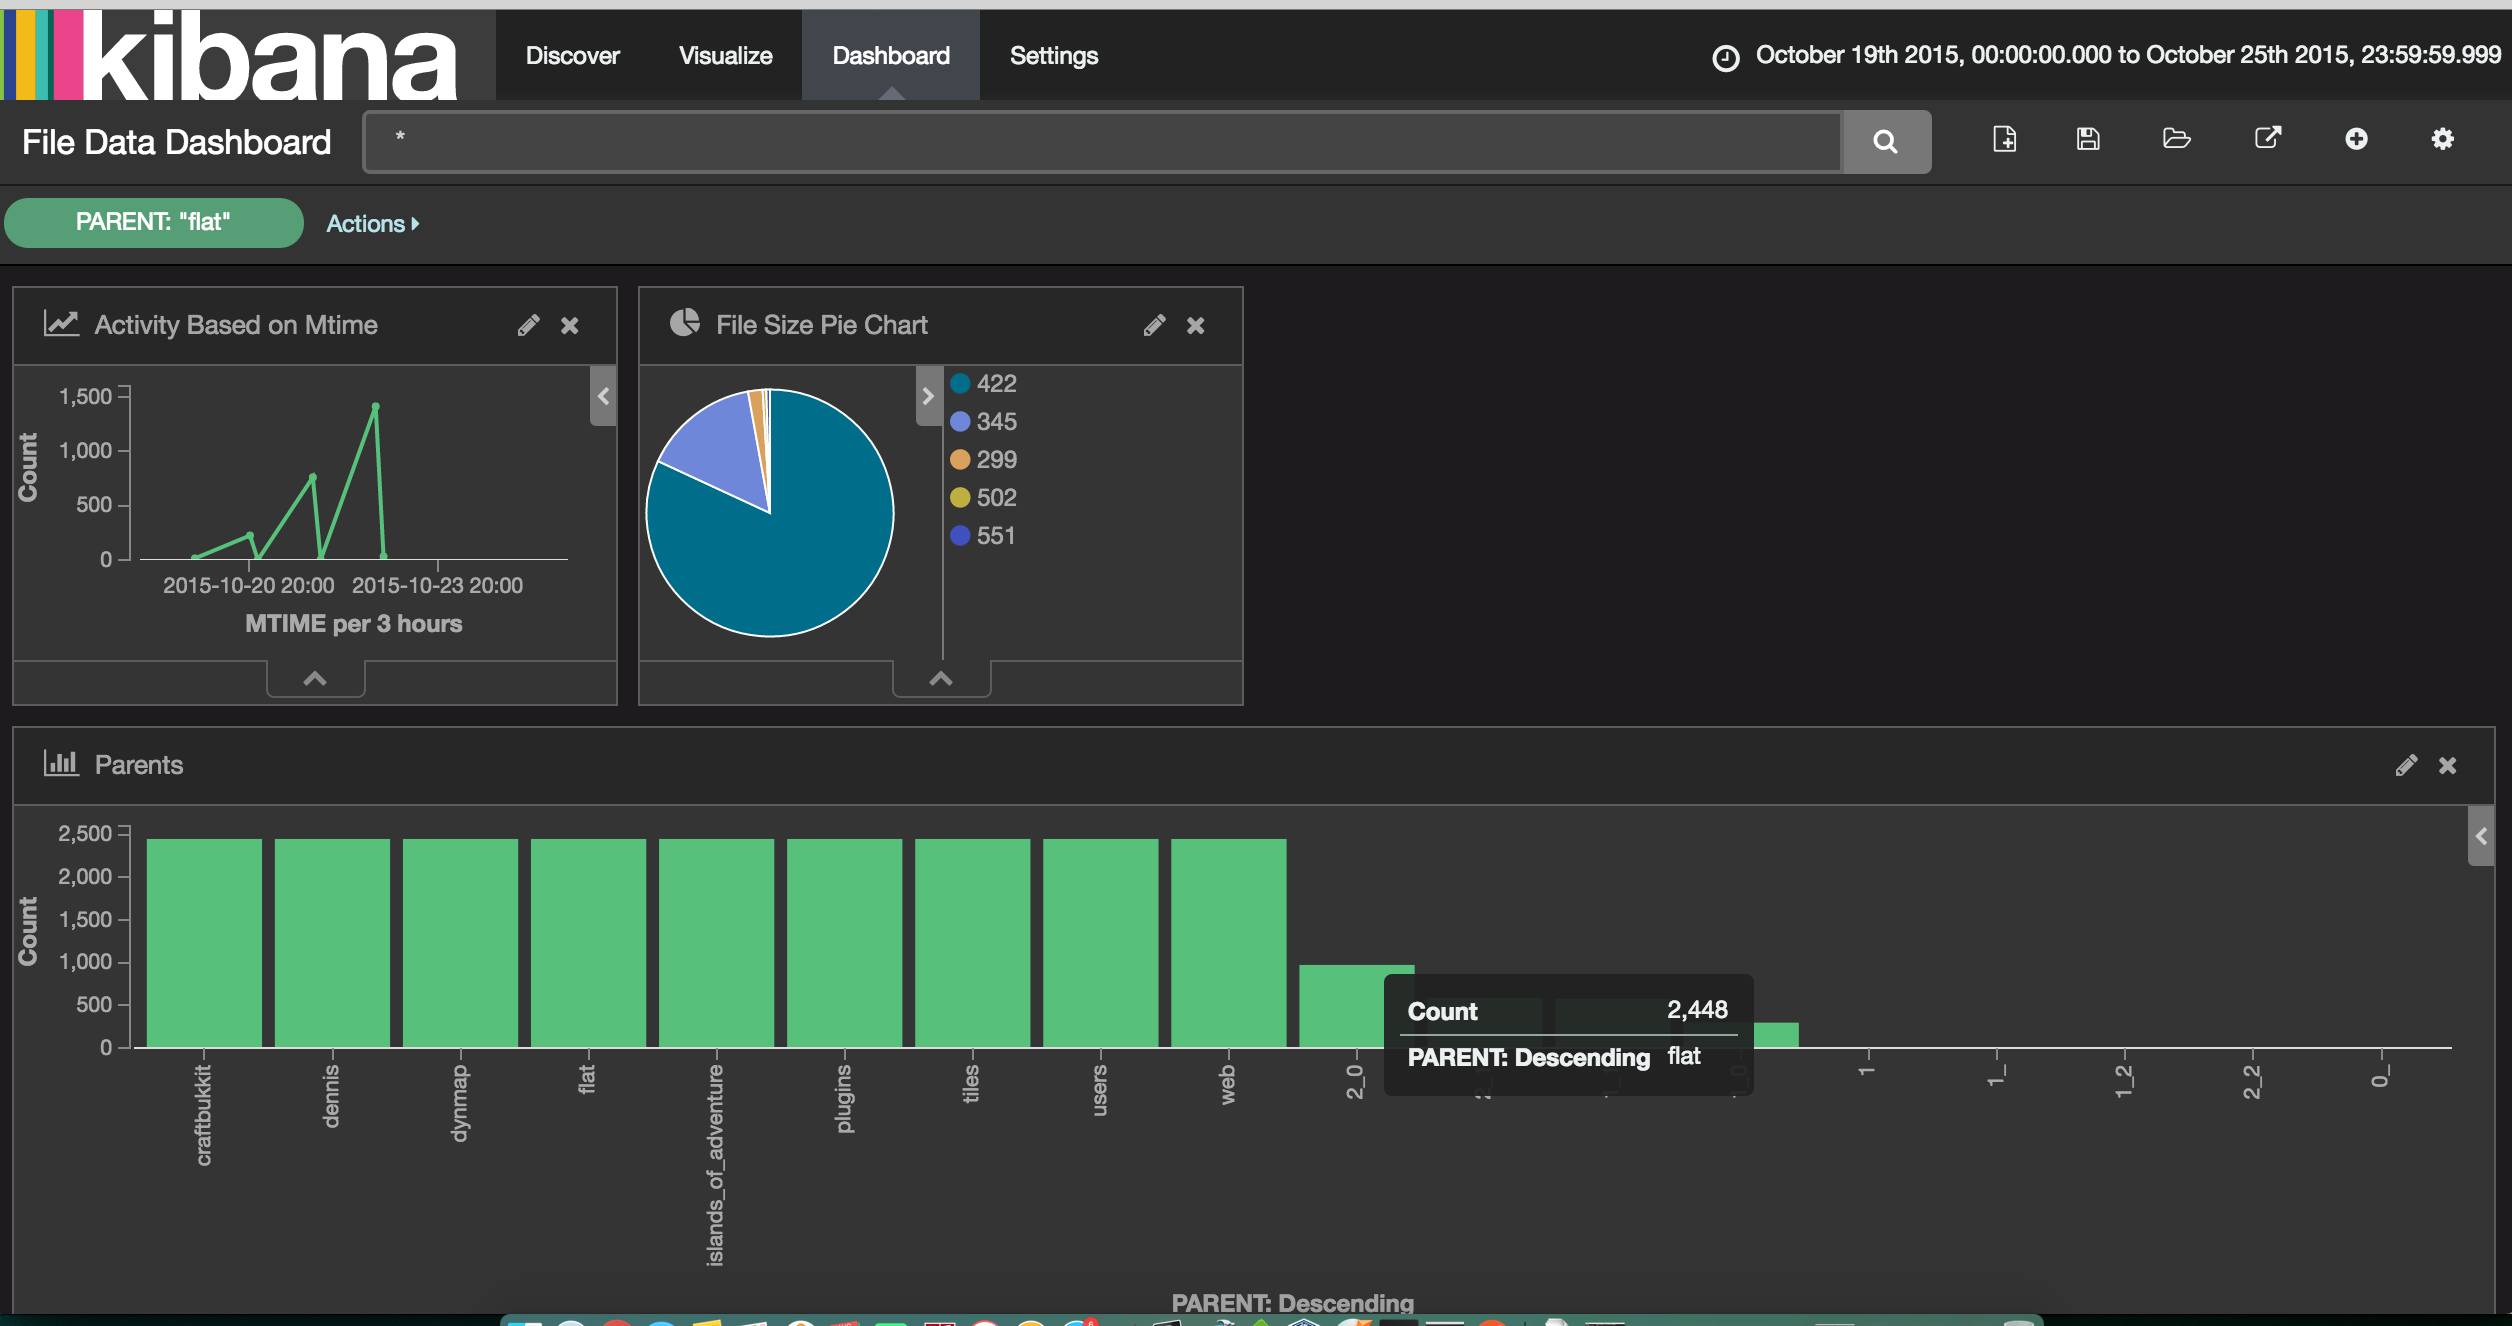 kibana
Discover
Visualize
Dashboard
Settings
October 19th 2015, 00:00:00.000 to October 25th 2015, 23:59:59.999
File Data Dashboard
*
PARENT: "flat"
Actions
Activity Based on Mtime
1,500
1,000
500
0
Count
2015-10-20 20:00
2015-10-23 20:00
MTIME per 3 hours
File Size Pie Chart
422
345
299
502
551
Parents
2,500
2,000
1,500
1,000
500
0
Count
craftbukkit
dennis
dynmap
flat
islands_of_adventure
plugins
tiles
users
web
2_0
1
1_
1_2
2_2
0_
Count 2,448
PARENT: Descending flat
PARENT: Descending